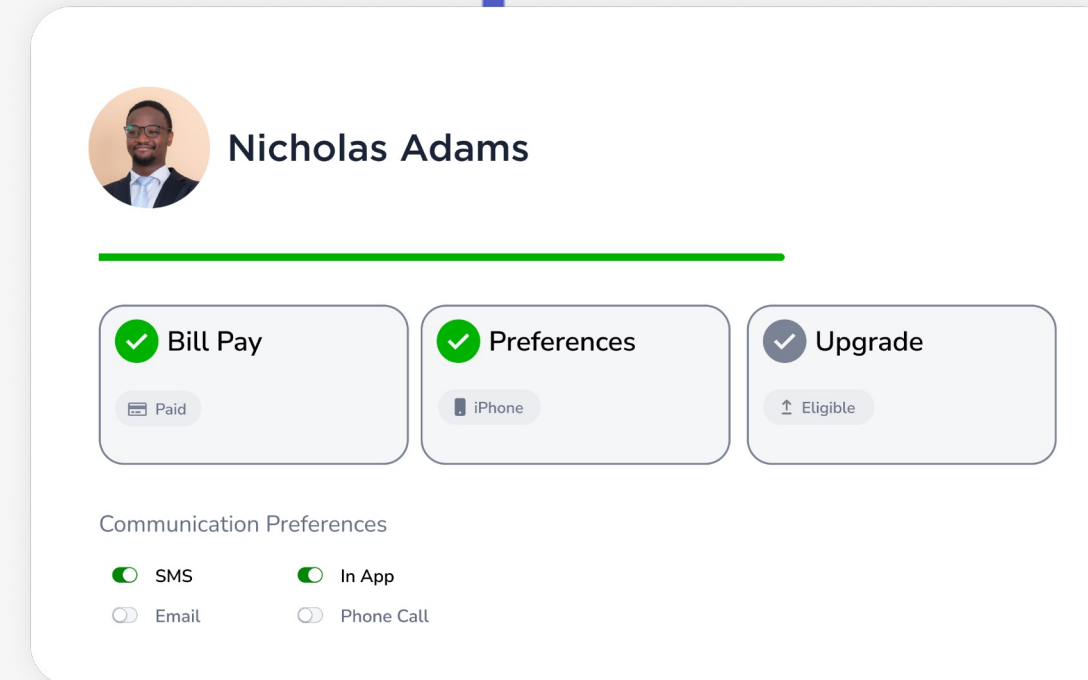 Nicholas Adams
Bill Pay
Paid
Preferences
iPhone
Upgrade
Eligible
Communication Preferences
SMS
In App
Email
Phone Call